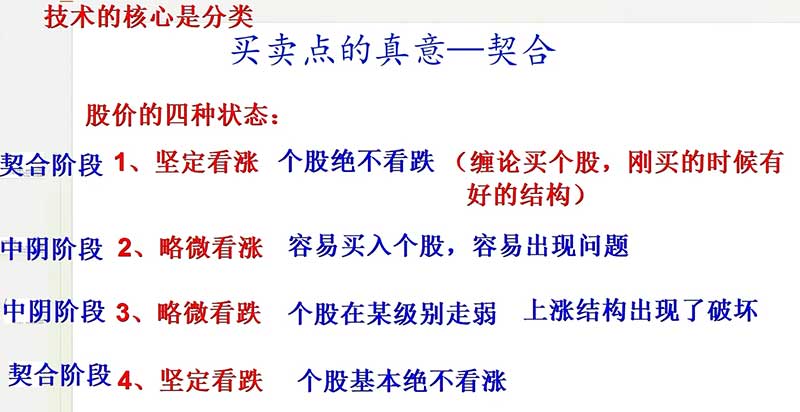 技术的核心是分类
买卖点的真意—契合
股价的四种状态：
契合阶段 1、坚定看涨 个股绝不看跌 （缠论买个股，刚买的时候有
好的结构）
中阴阶段 2、略微看涨 容易买入个股，容易出现问题
中阴阶段 3、略微看跌 个股在某级别走弱 上涨结构出现了破坏
契合阶段 4、坚定看跌 个股基本绝不看涨